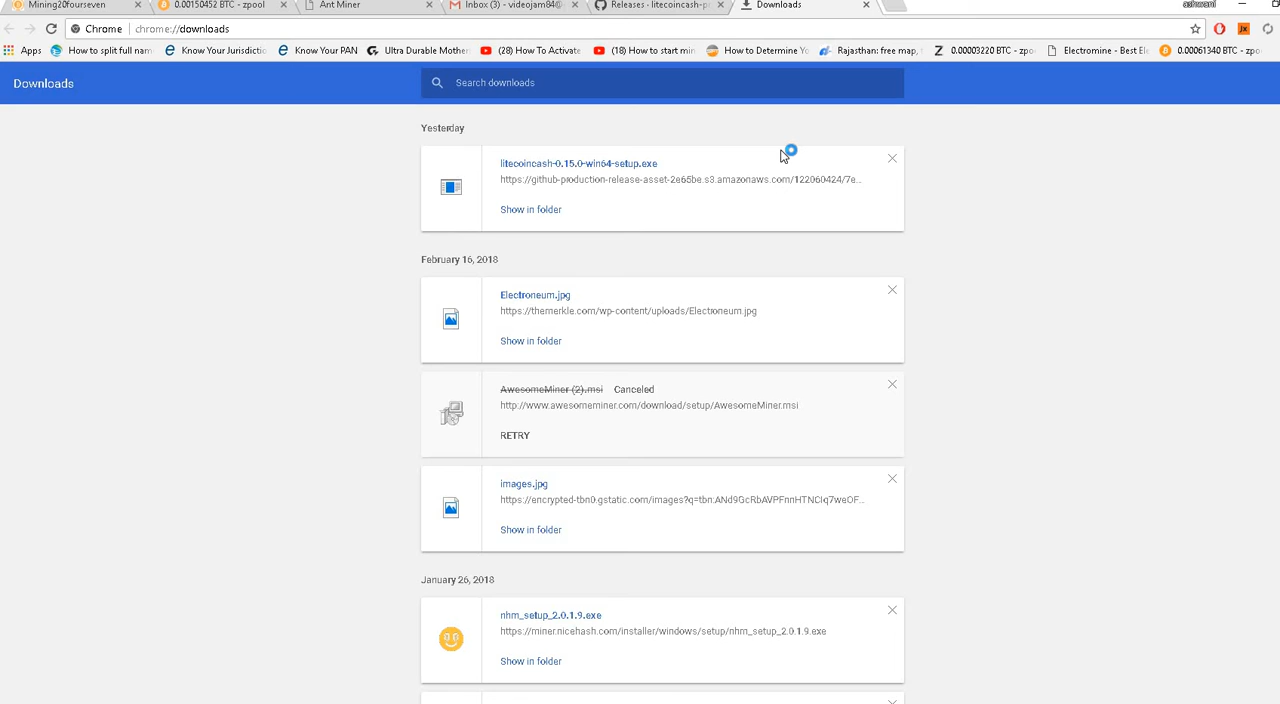 Mining20fourseven
0.00150452 BTC - zpool
Ant Miner
Inbox (3) - videojam84@
Releases · litecoincash-p
Downloads
ashwani
Chrome
chrome://downloads
Apps
How to split full nam
Know Your Jurisdictio
Know Your PAN
Ultra Durable Mother
(28) How To Activate
(18) How to start min
How to Determine Yo
Rajasthan: free map,
0.00003220 BTC - zpo
Electromine - Best Ele
0.00061340 BTC - zpo
Downloads
Search downloads
Yesterday
litecoincash-0.15.0-win64-setup.exe
https://github-production-release-asset-2e65be.s3.amazonaws.com/122060424/7e...
Show in folder
February 16, 2018
Electroneum.jpg
https://themerkle.com/wp-content/uploads/Electroneum.jpg
Show in folder
AwesomeMiner (2).msi Canceled
http://www.awesomeminer.com/download/setup/AwesomeMiner.msi
RETRY
images.jpg
https://encrypted-tbn0.gstatic.com/images?q=tbn:ANd9GcRbAVPFnnHTNCIq7weOF...
Show in folder
January 26, 2018
nhm_setup_2.0.1.9.exe
https://miner.nicehash.com/installer/windows/setup/nhm_setup_2.0.1.9.exe
Show in folder